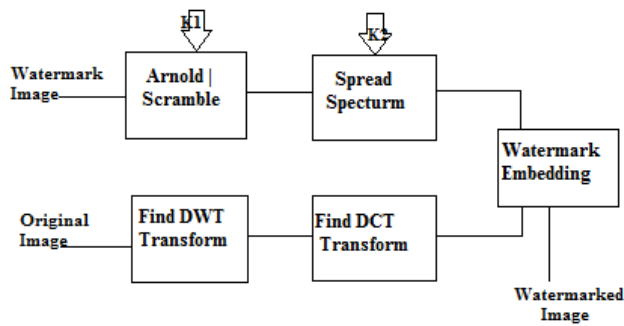 K1
K2
Watermark
Image
Arnold |
Scramble
Spread
Specturm
Watermark
Embedding
Original
Image
Find DWT
Transform
Find DCT
Transform
Watermarked
Image